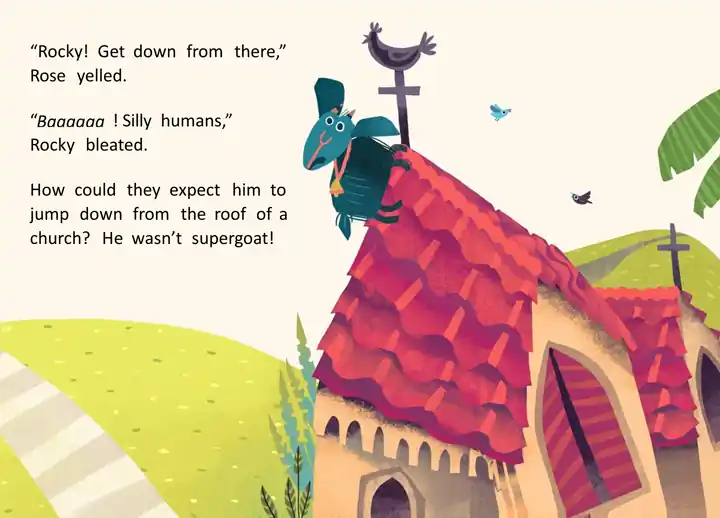 “Rocky! Get down from there,”
Rose yelled.
“Baaaaaa ! Silly humans,”
Rocky bleated.
How could they expect him to
jump down from the roof of a
church? He wasn’t supergoat!